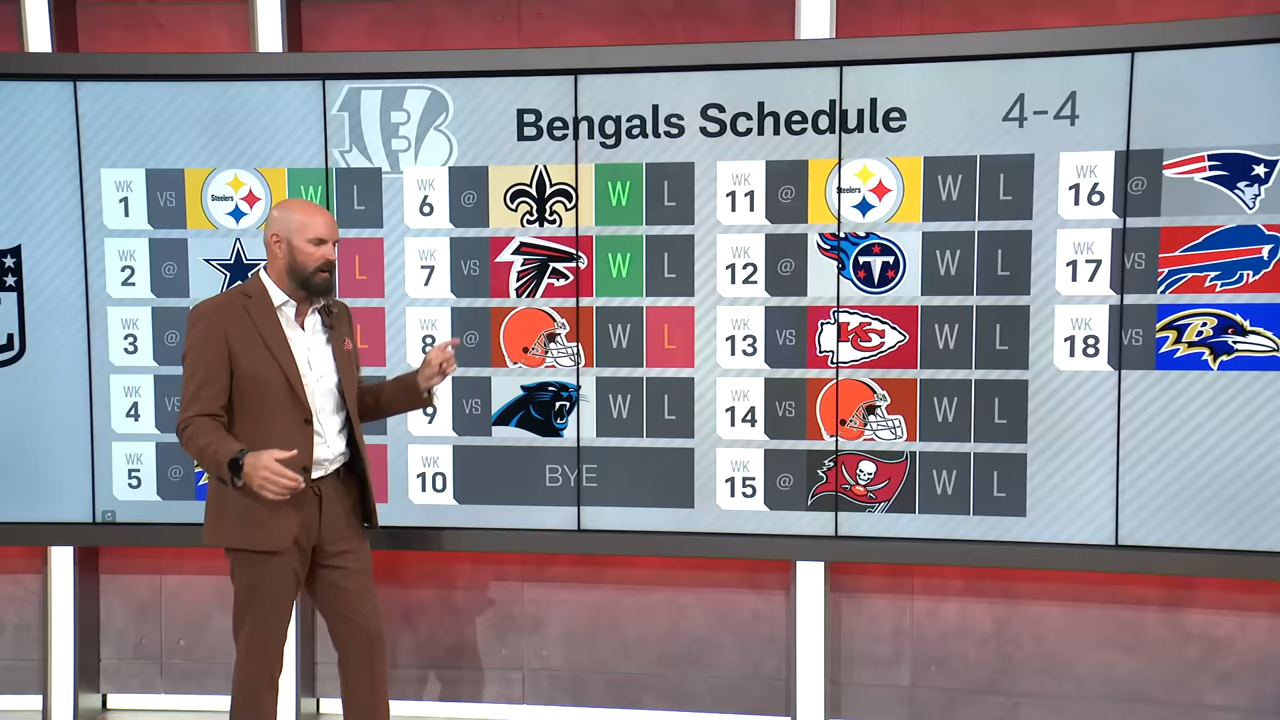 Bengals Schedule 4-4
WK 1 VS Steelers W L
WK 2 @ L
WK 3 @ L
WK 4 VS
WK 5 @
WK 6 @ W L
WK 7 VS W L
WK 8 @ W L
WK 9 VS W L
WK 10 BYE
WK 11 @ Steelers W L
WK 12 @ T W L
WK 13 VS KC W L
WK 14 VS W L
WK 15 @ W L
WK 16 @
WK 17 VS
WK 18 VS B